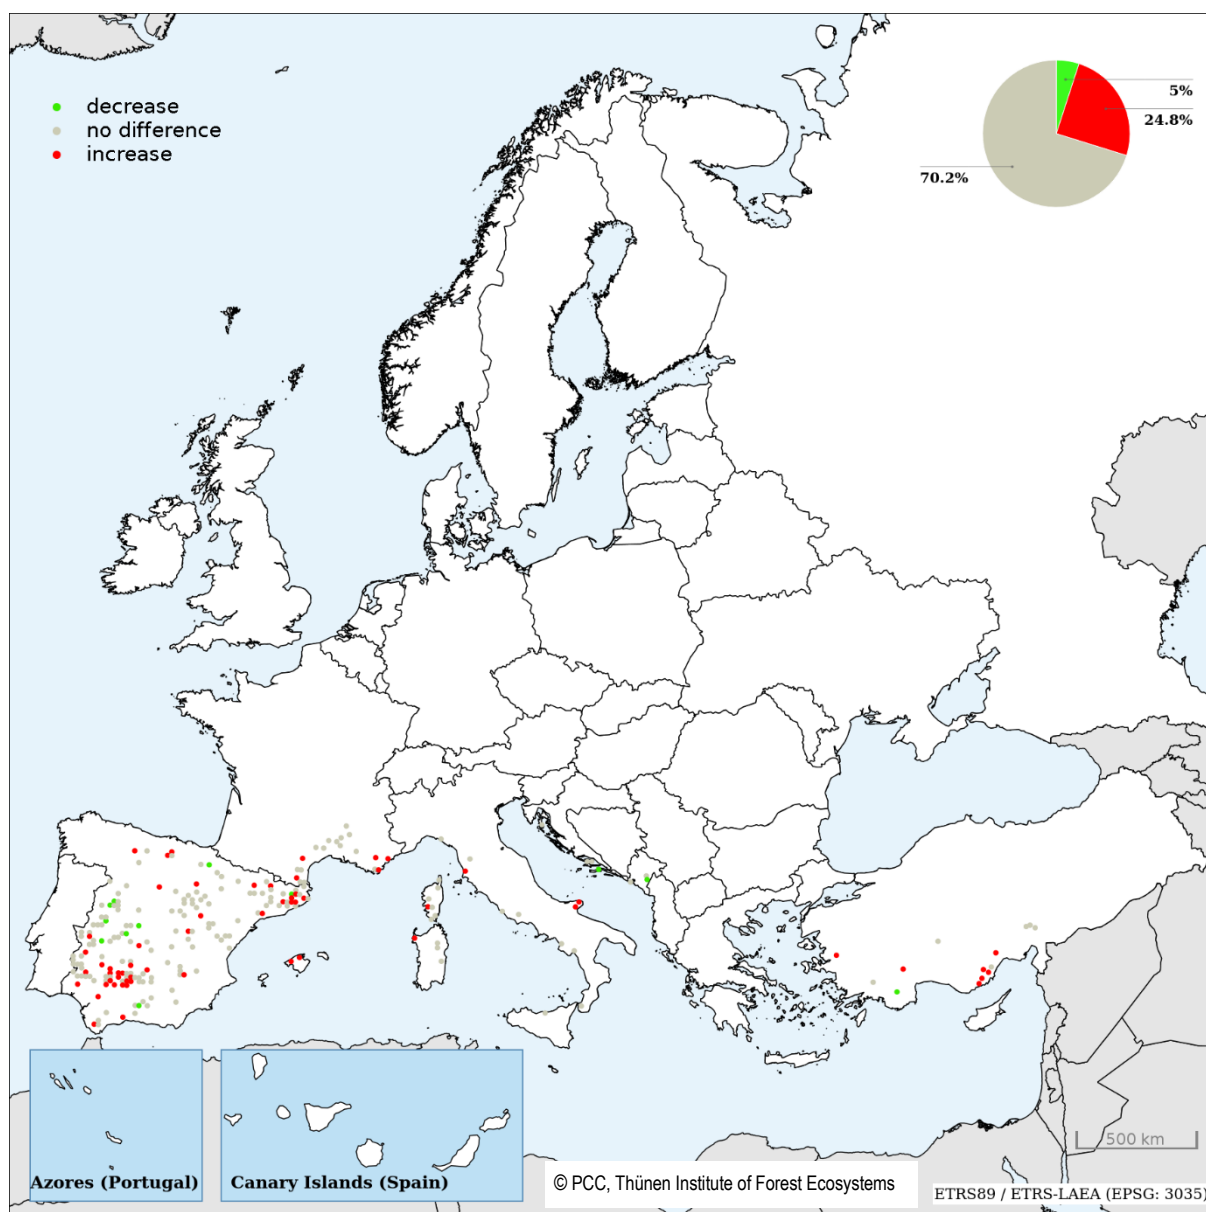 decrease
no difference
increase
5%
24.8%
70.2%
500 km
Azores (Portugal)
Canary Islands (Spain)
© PCC, Thünen Institute of Forest Ecosystems
ETRS89 / ETRS-LAEA (EPSG: 3035)